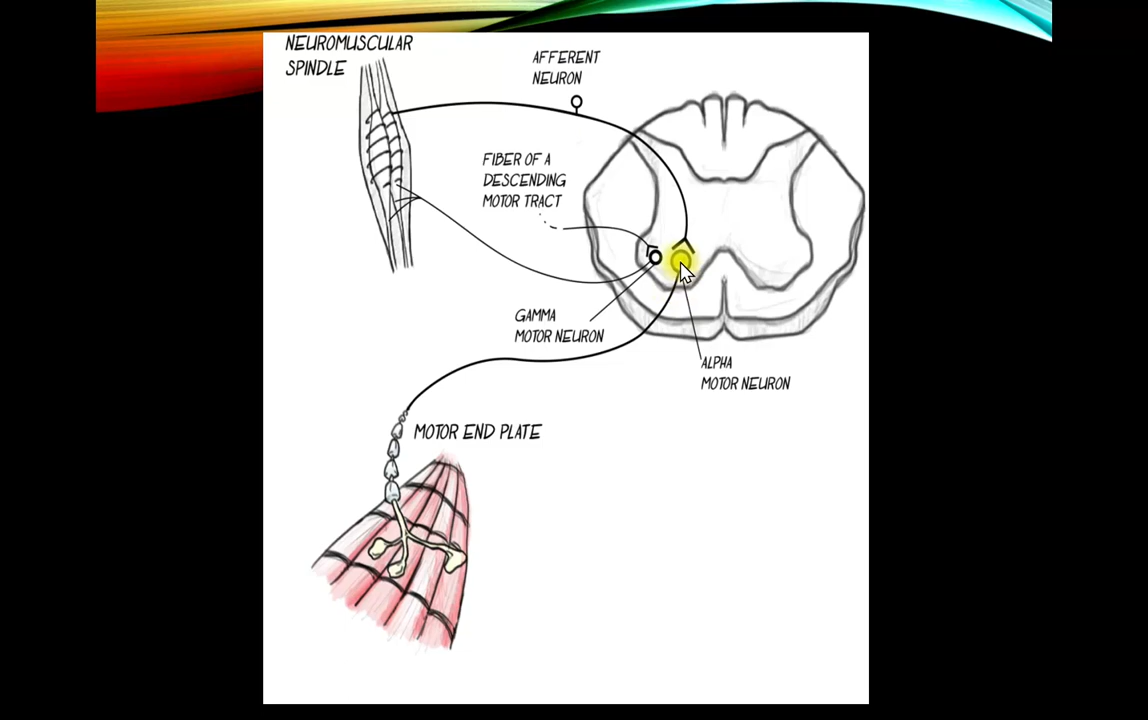 NEUROMUSCULAR
SPINDLE
AFFERENT
NEURON
FIBER OF A
DESCENDING
MOTOR TRACT
GAMMA
MOTOR NEURON
ALPHA
MOTOR NEURON
MOTOR END PLATE